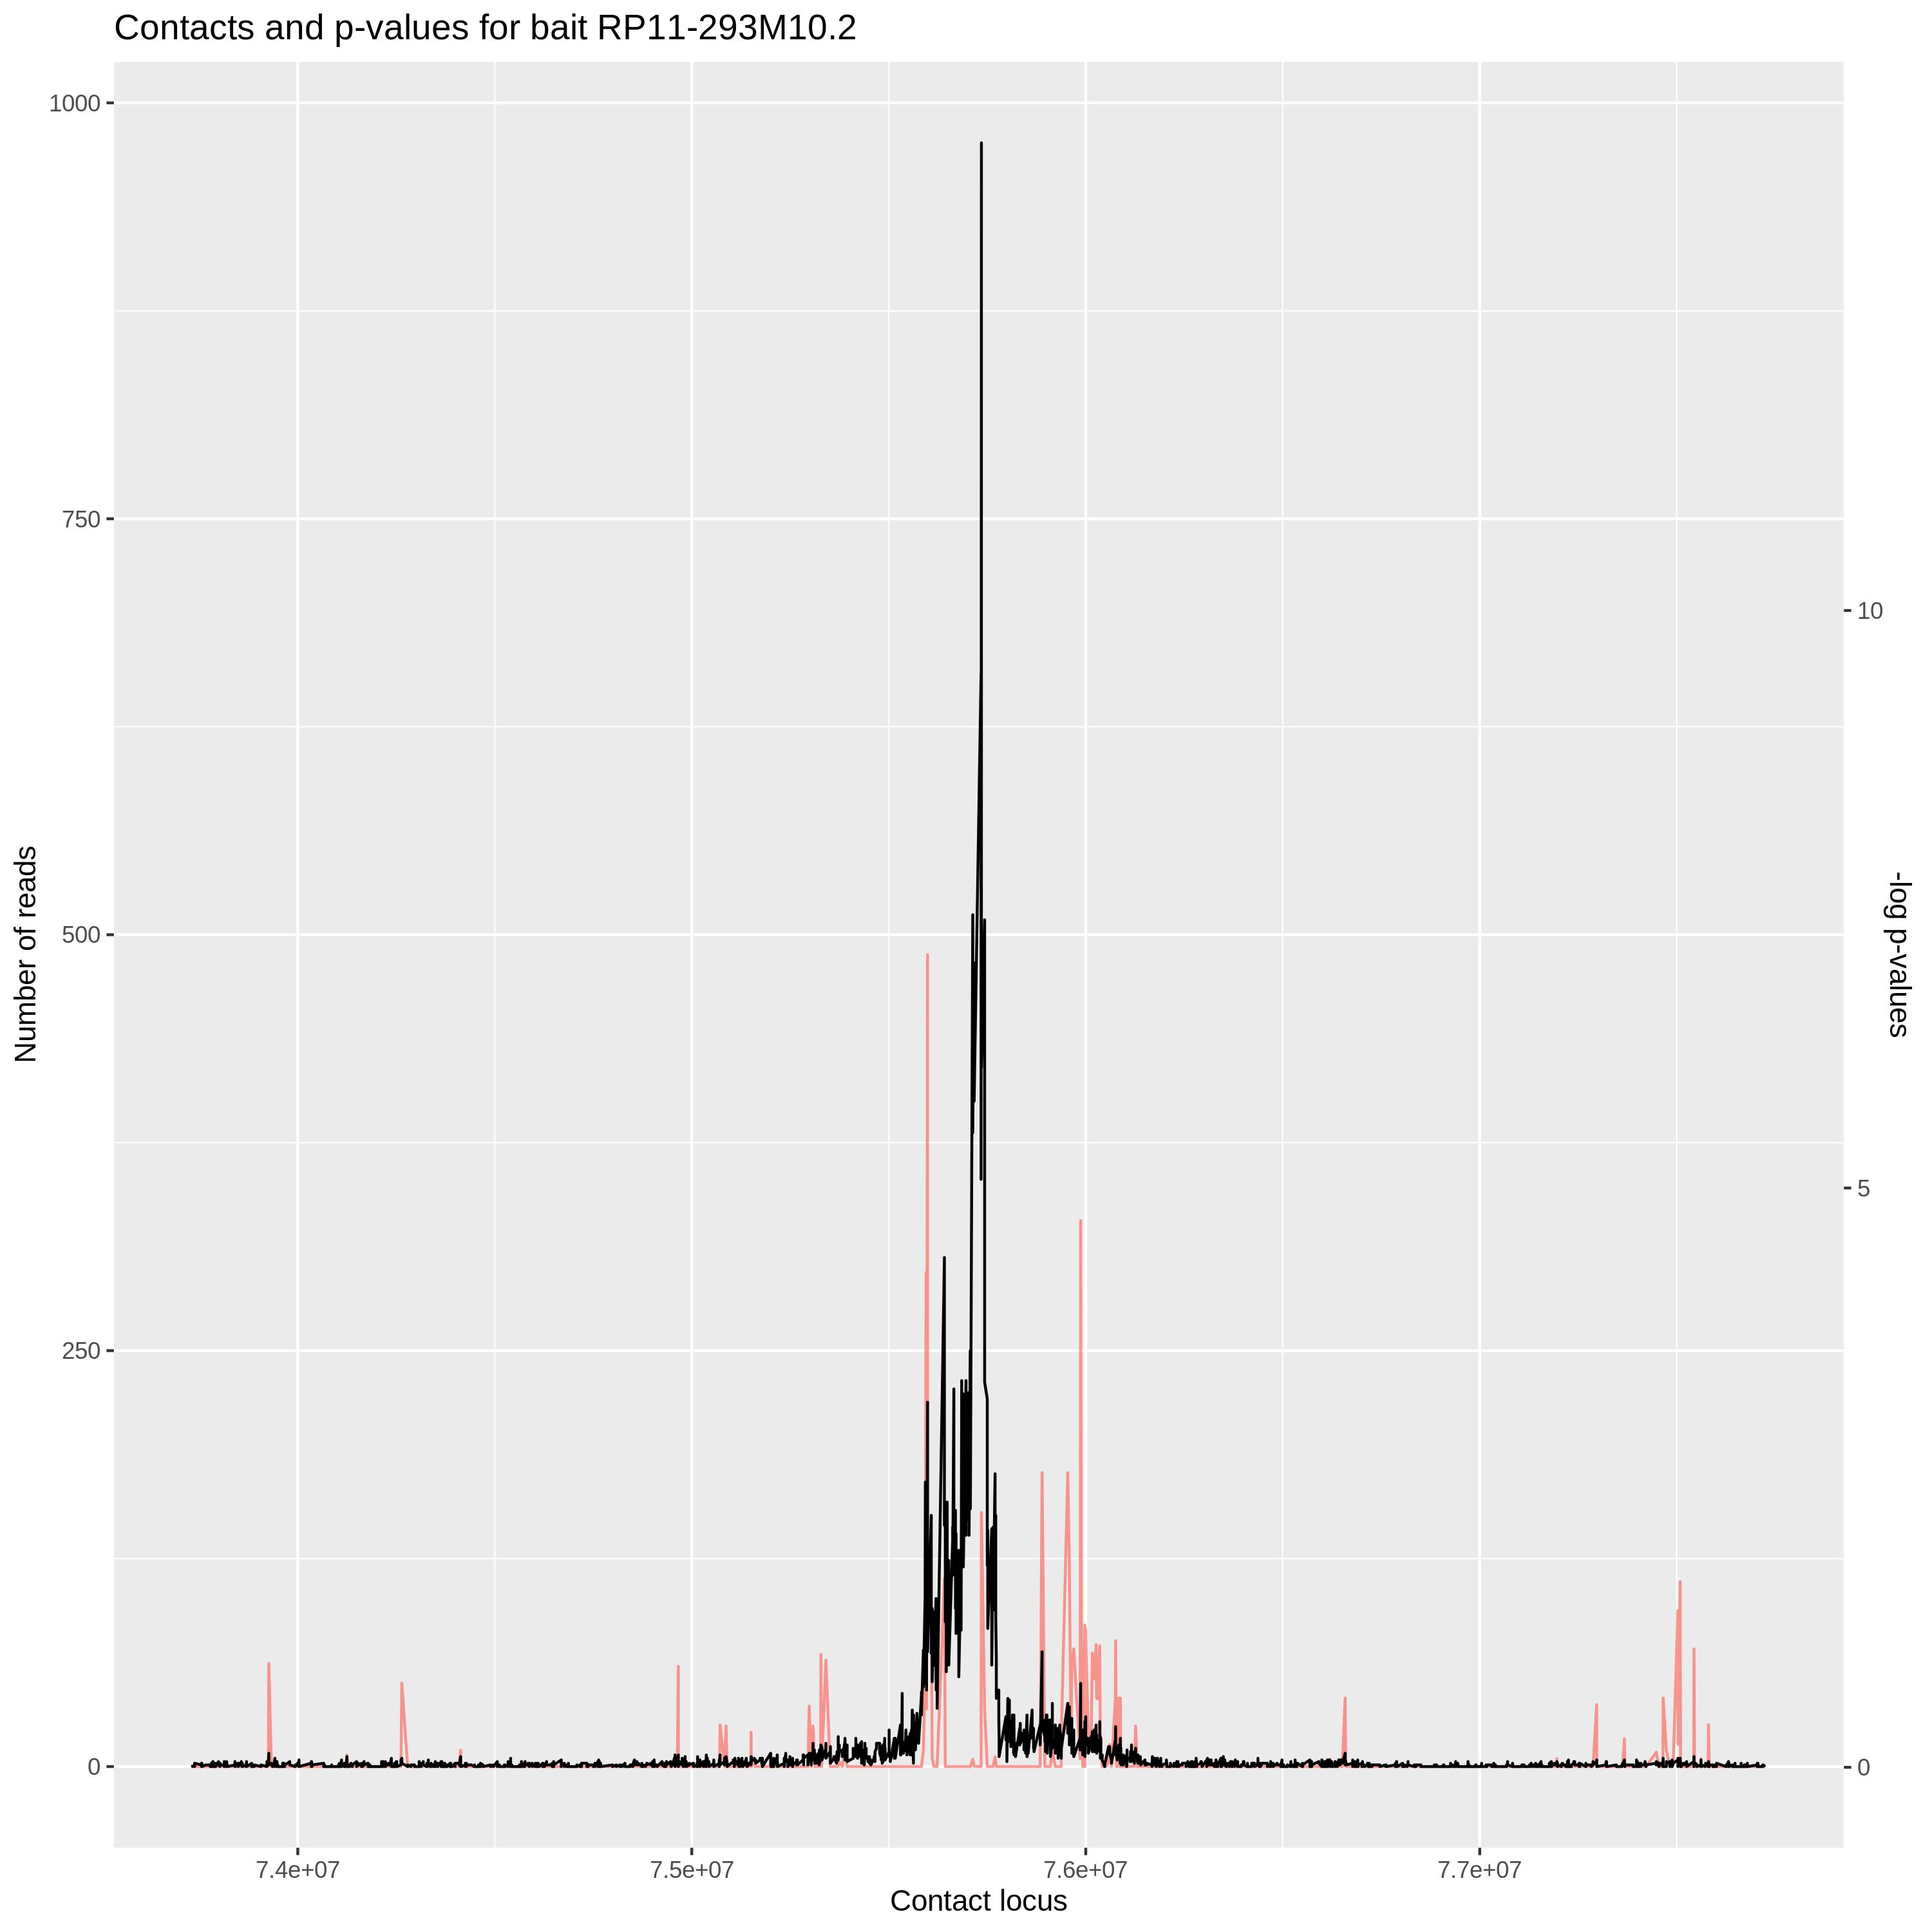 Contacts and p-values for bait RP11-293M10.2
1000
750
500
250
0
Number of reads
10
5
0
-log p-values
7.4e+07 7.5e+07 7.6e+07 7.7e+07
Contact locus